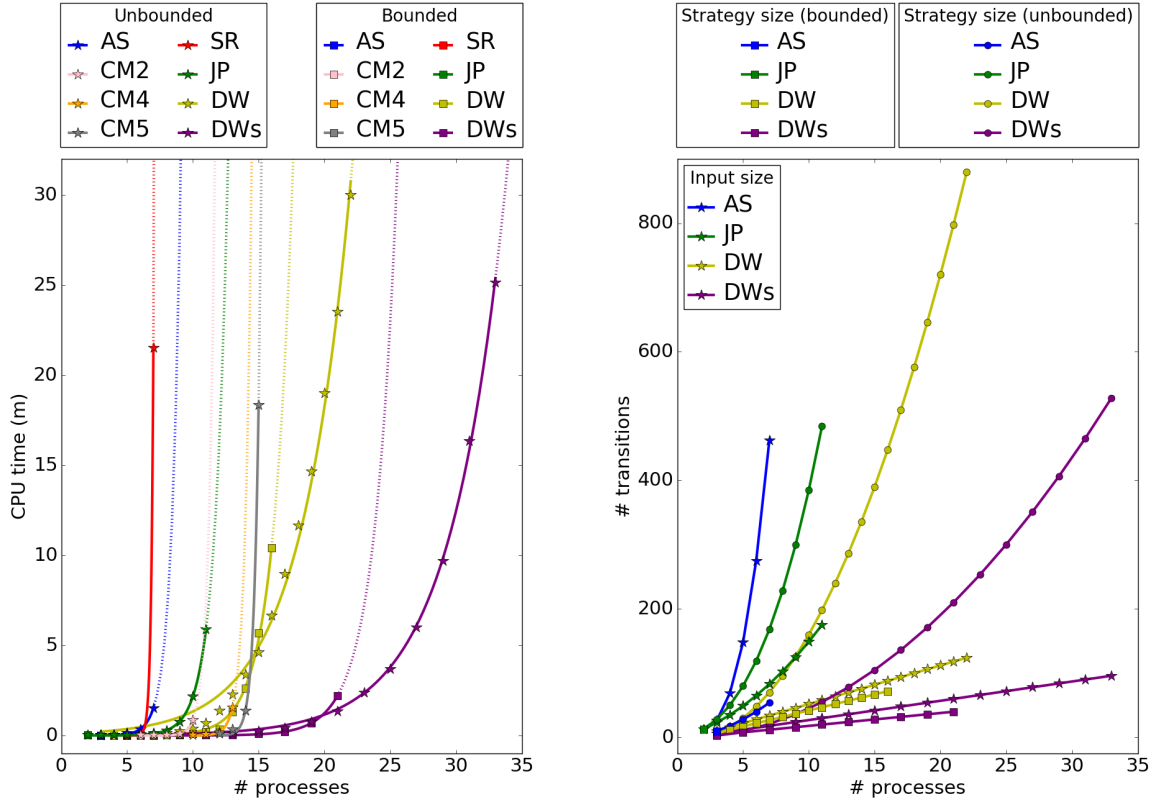 Unbounded
AS SR
CM2 JP
CM4 DW
CM5 DWs
Bounded
AS SR
CM2 JP
CM4 DW
CM5 DWs
30
25
20
15
10
5
0
CPU time (m)
0 5 10 15 20 25 30 35
# processes
Strategy size (bounded)
AS
JP
DW
DWs
Strategy size (unbounded)
AS
JP
DW
DWs
Input size
AS
JP
DW
DWs
800
600
400
200
0
# transitions
0 5 10 15 20 25 30 35
# processes